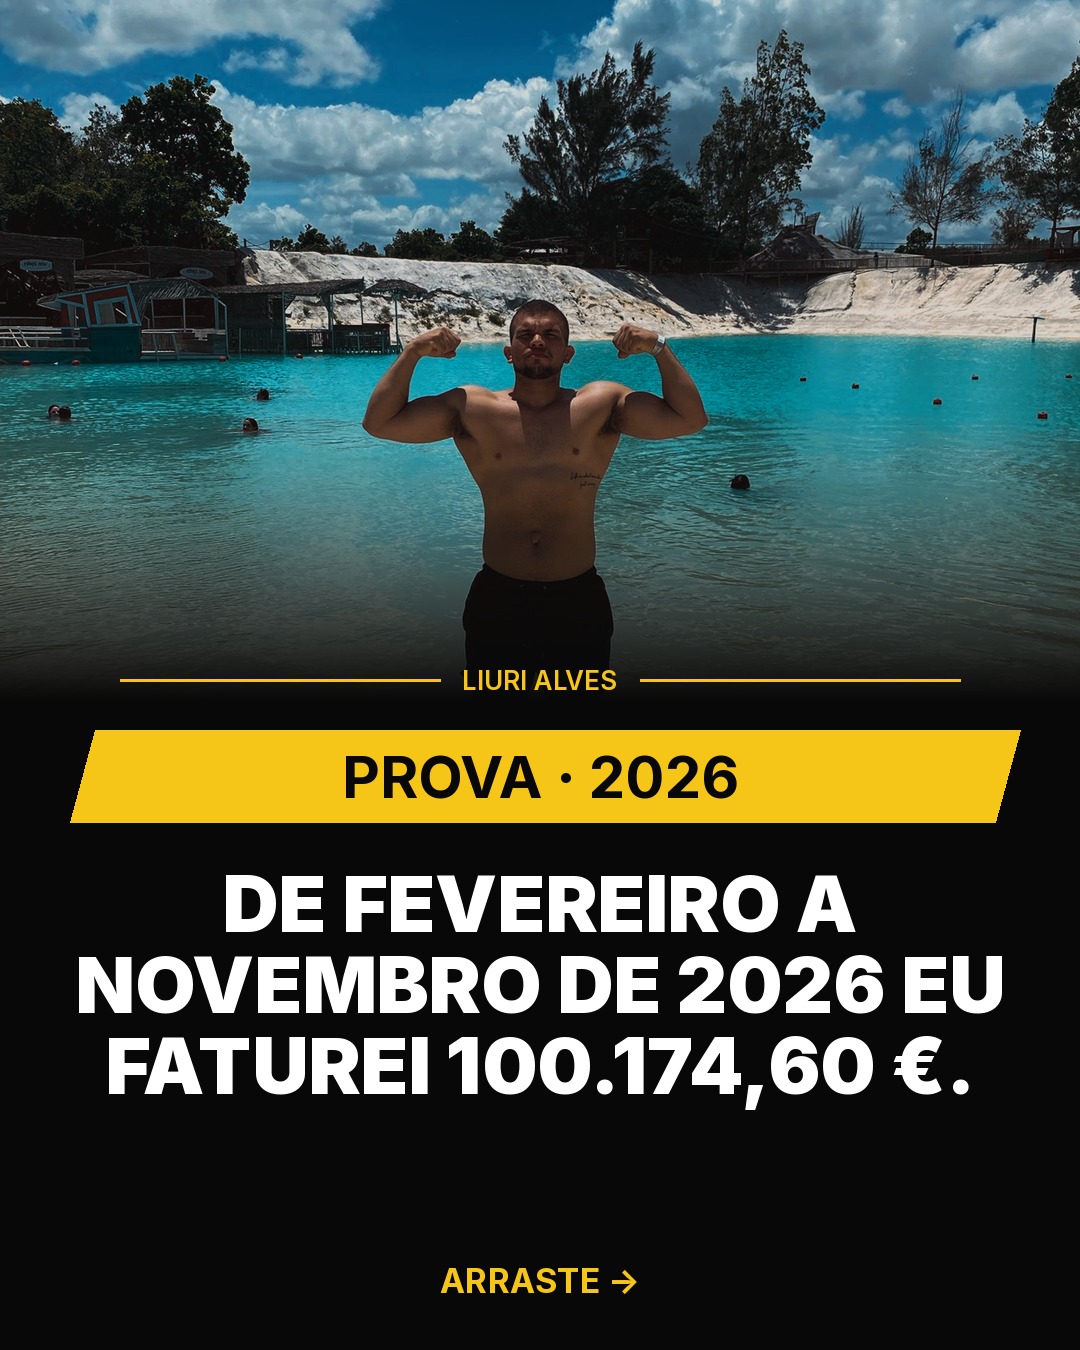 LIURI ALVES
PROVA · 2026
DE FEVEREIRO A
NOVEMBRO DE 2026 EU
FATUREI 100.174,60 €.
ARRASTE →